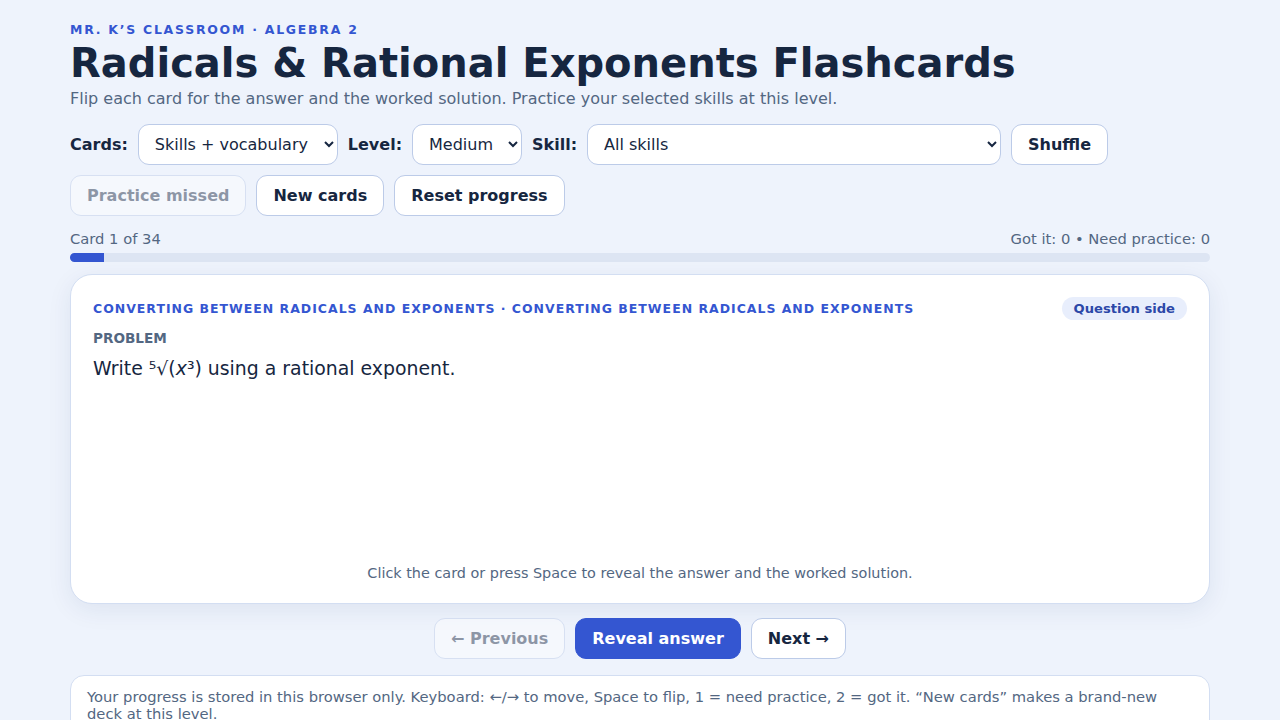 MR. K’S CLASSROOM · ALGEBRA 2
Radicals & Rational Exponents Flashcards
Flip each card for the answer and the worked solution. Practice your selected skills at this level.
Cards: Skills + vocabulary Level: Medium Skill: All skills Shuffle
Practice missed New cards Reset progress
Card 1 of 34 Got it: 0 • Need practice: 0
CONVERTING BETWEEN RADICALS AND EXPONENTS · CONVERTING BETWEEN RADICALS AND EXPONENTS Question side
PROBLEM
Write ⁵√(x³) using a rational exponent.
Click the card or press Space to reveal the answer and the worked solution.
← Previous Reveal answer Next →
Your progress is stored in this browser only. Keyboard: ←/→ to move, Space to flip, 1 = need practice, 2 = got it. “New cards” makes a brand-new
deck at this level.